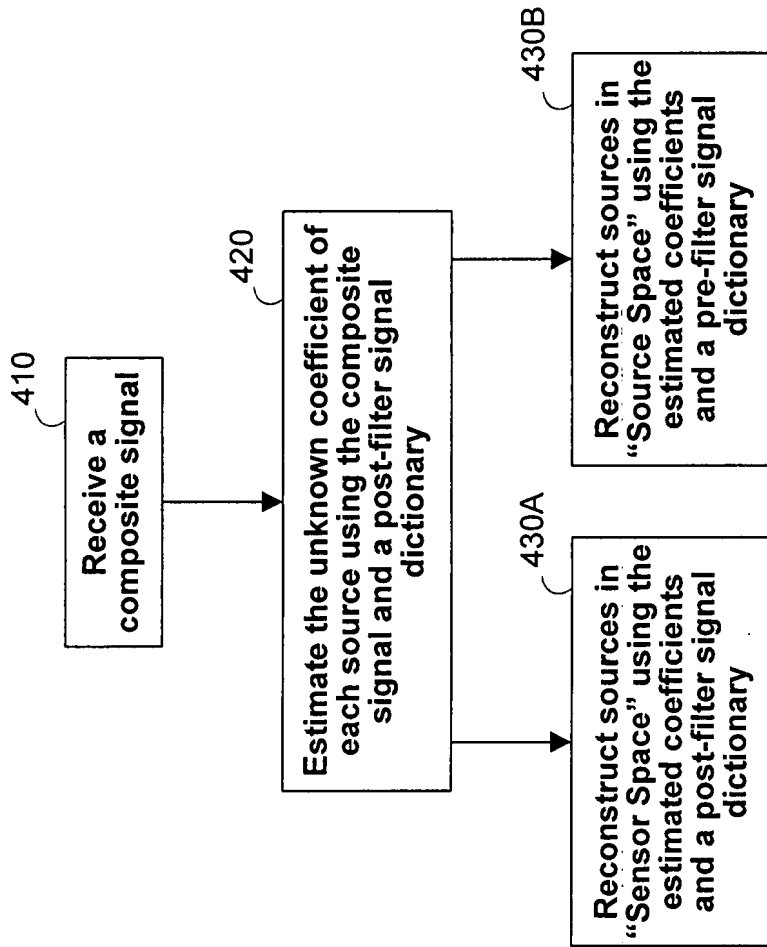 410
Receive a
composite signal
420
Estimate the unknown coefficient of
each source using the composite
signal and a post-filter signal
dictionary
430A
Reconstruct sources in
“Sensor Space” using the
estimated coefficients
and a post-filter signal
dictionary
430B
Reconstruct sources in
“Source Space” using the
estimated coefficients
and a pre-filter signal
dictionary